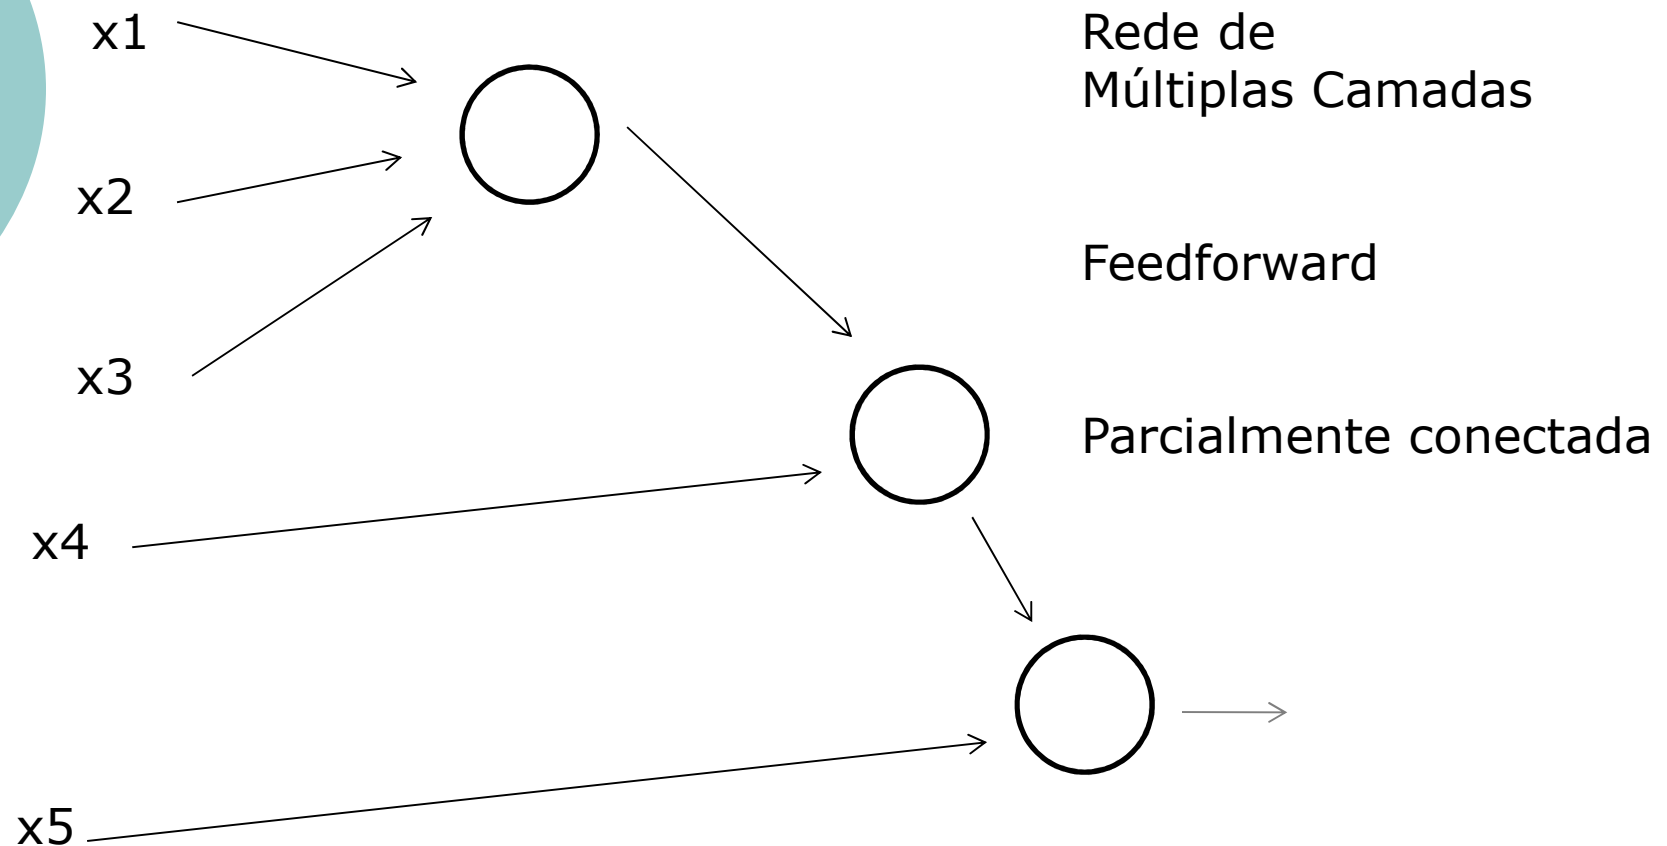 x1
x2
x3
x4
x5
Rede de
Múltiplas Camadas
Feedforward
Parcialmente conectada